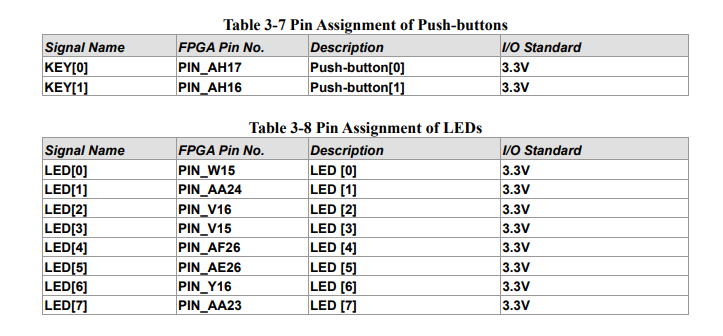 Table 3-7 Pin Assignment of Push-buttons
Signal Name FPGA Pin No. Description I/O Standard
KEY[0] PIN_AH17 Push-button[0] 3.3V
KEY[1] PIN_AH16 Push-button[1] 3.3V
Table 3-8 Pin Assignment of LEDs
Signal Name FPGA Pin No. Description I/O Standard
LED[0] PIN_W15 LED [0] 3.3V
LED[1] PIN_AA24 LED [1] 3.3V
LED[2] PIN_V16 LED [2] 3.3V
LED[3] PIN_V15 LED [3] 3.3V
LED[4] PIN_AF26 LED [4] 3.3V
LED[5] PIN_AE26 LED [5] 3.3V
LED[6] PIN_Y16 LED [6] 3.3V
LED[7] PIN_AA23 LED [7] 3.3V